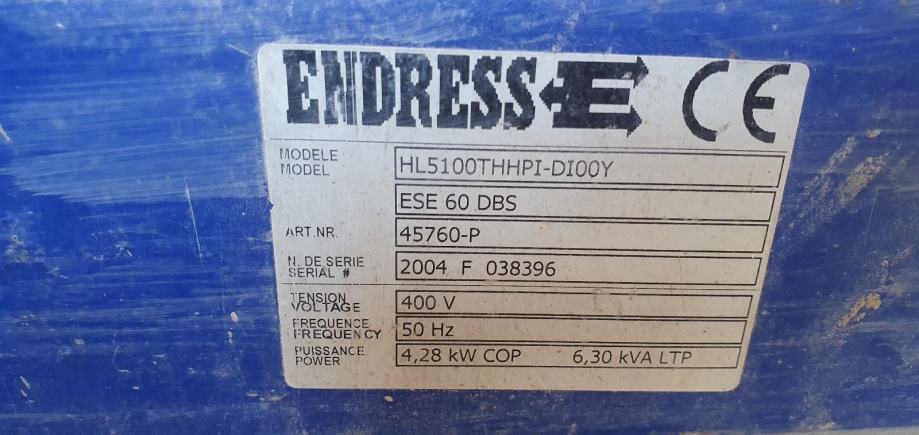 ENDRESS E CE
MODELE
MODEL
HL5100THHPI-DI00Y
ESE 60 DBS
ART.NR.
45760-P
N. DE SERIE
SERIAL #
2004 F 038396
TENSION
VOLTAGE
400 V
FREQUENCE
FREQUENCY
50 Hz
PUISSANCE
POWER
4,28 kW COP 6,30 kVA LTP